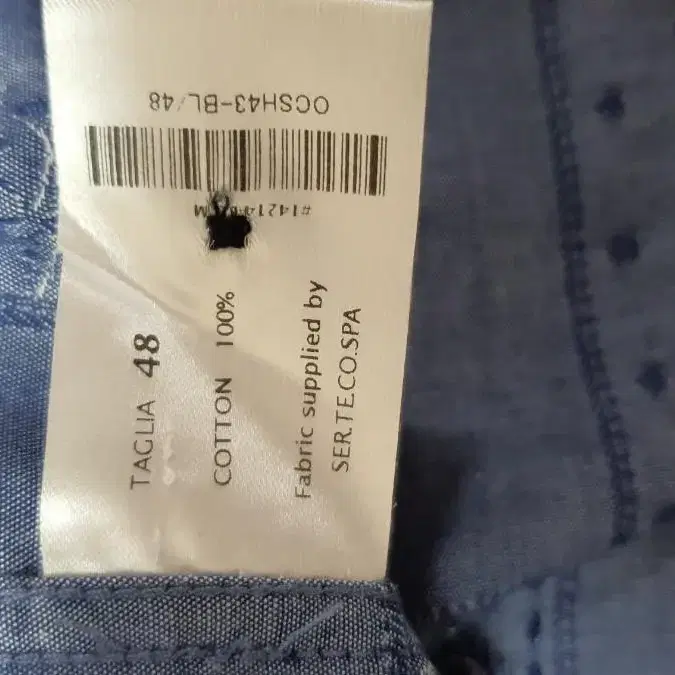 OCSH43-BL/48
TAGLIA 48
COTTON 100%
Fabric supplied by
SER.TE.CO.SPA